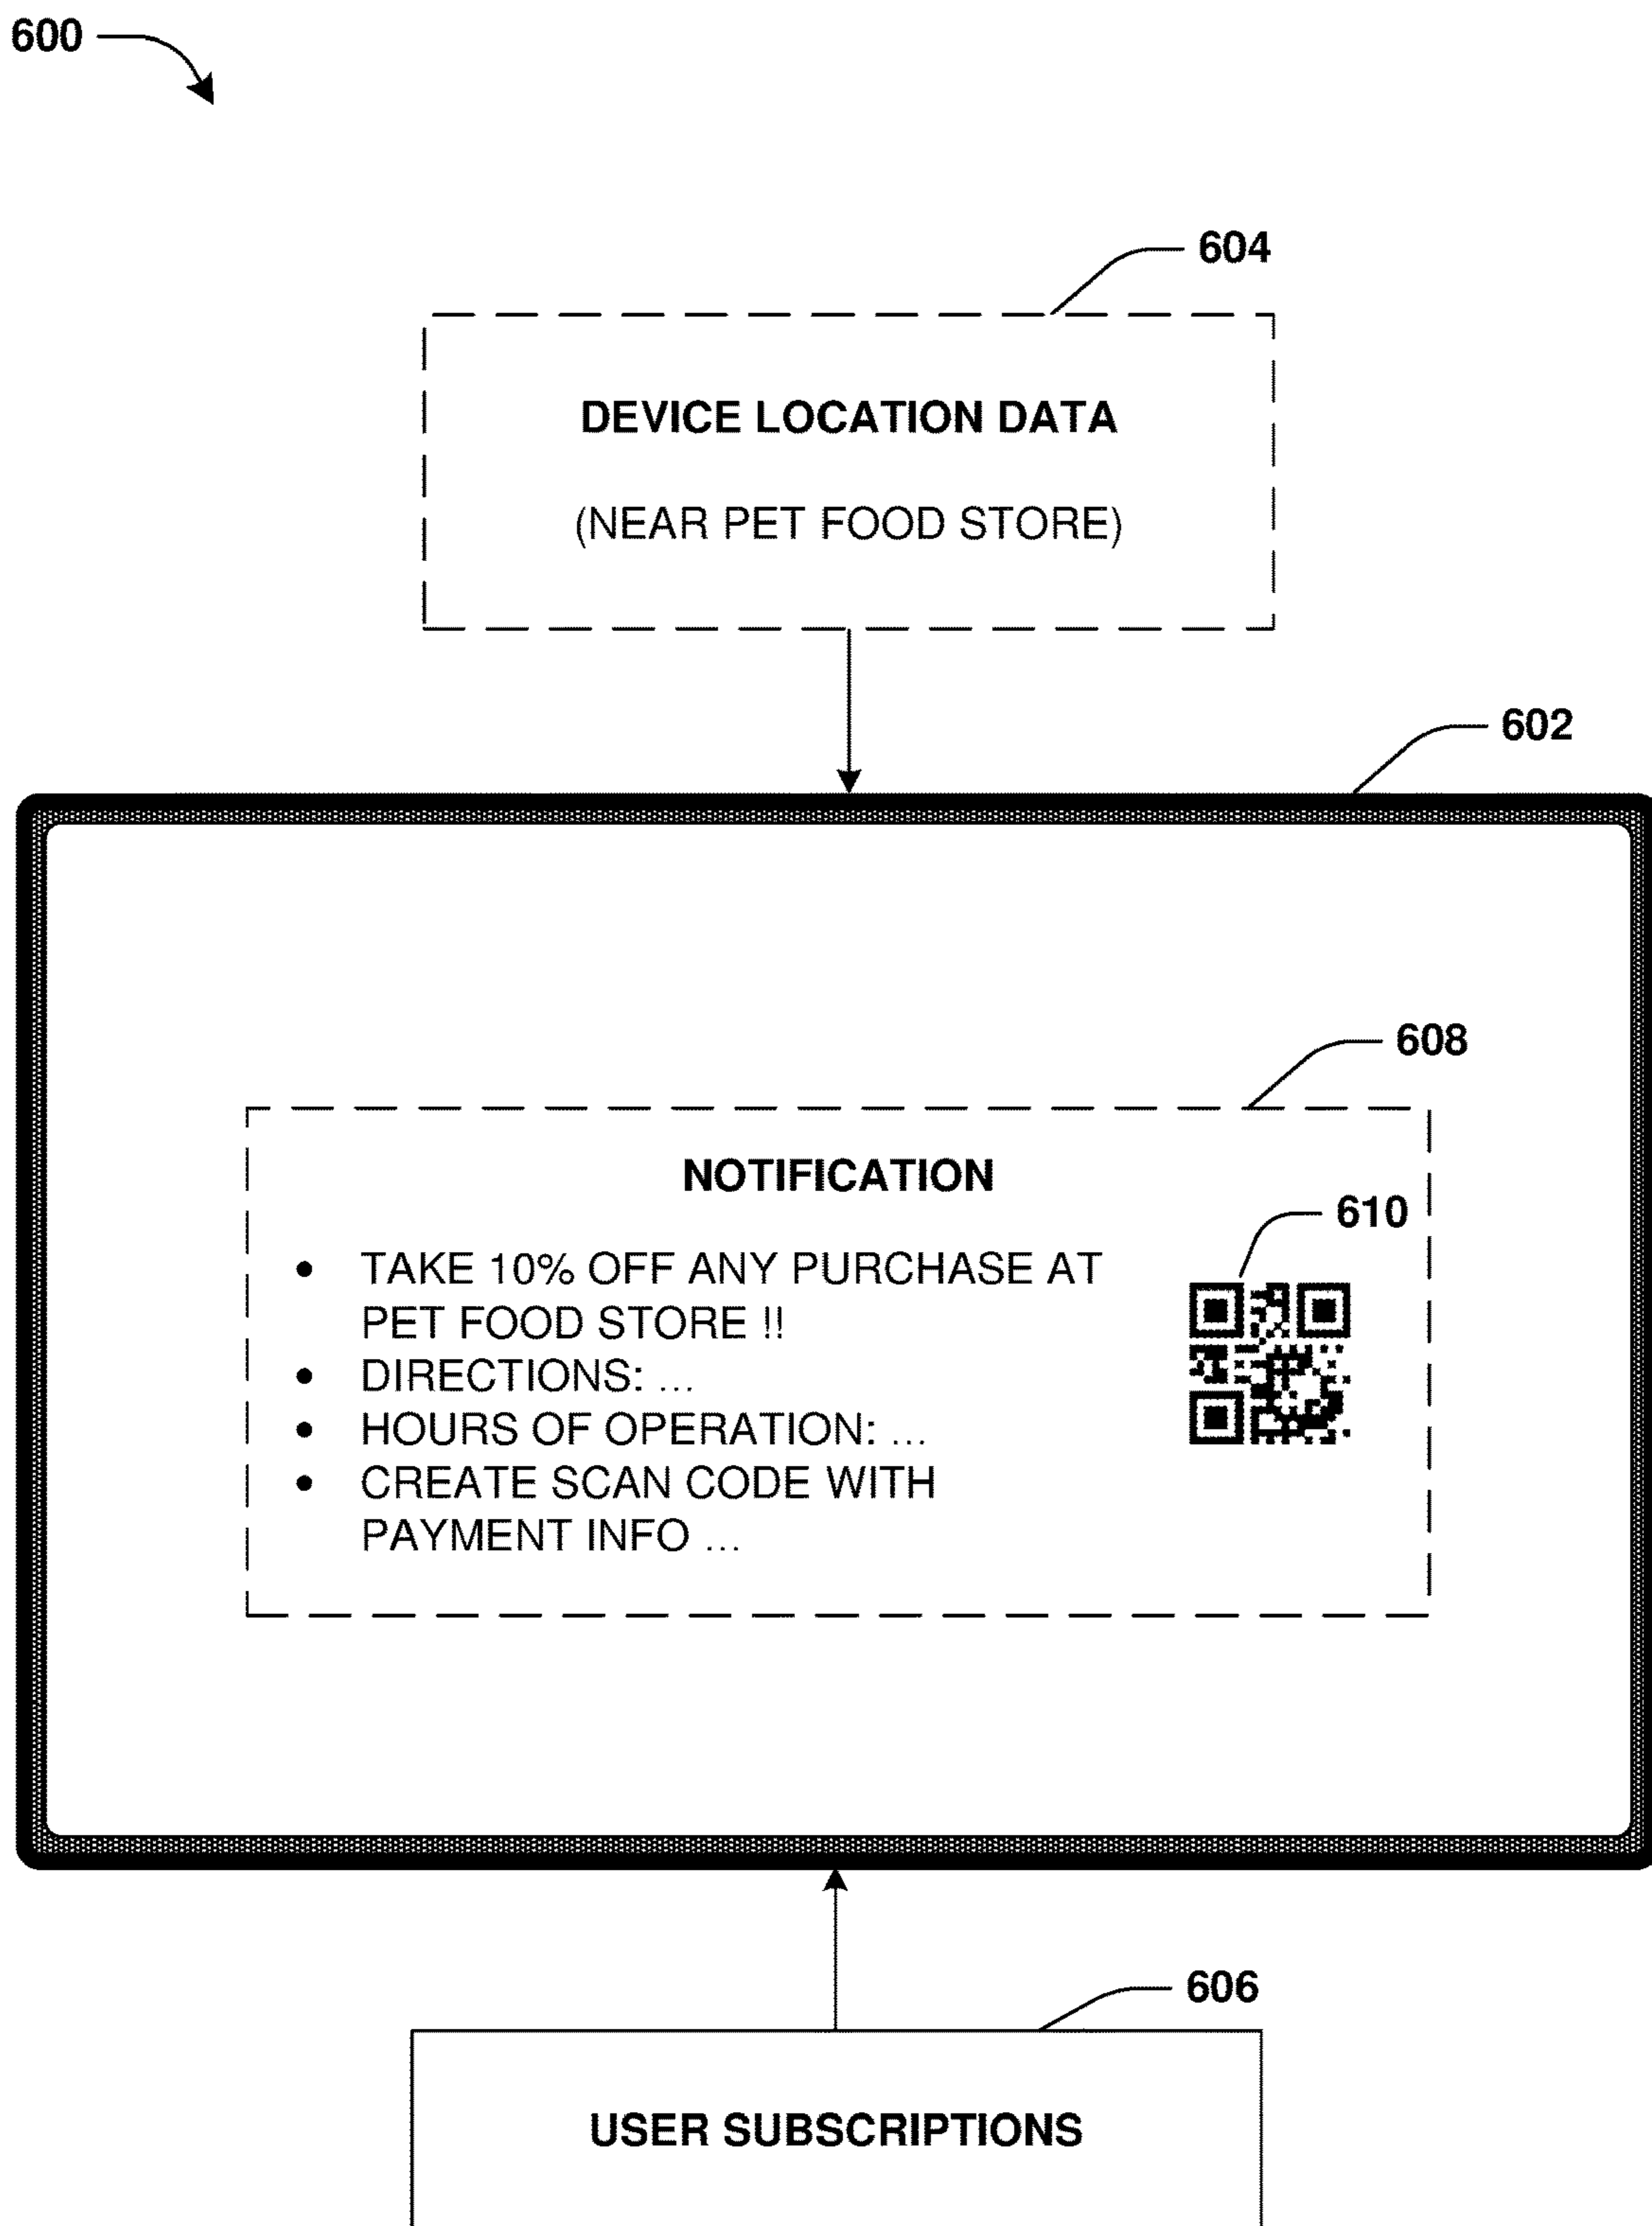 600
604
DEVICE LOCATION DATA
(NEAR PET FOOD STORE)
602
608
NOTIFICATION
610
• TAKE 10% OFF ANY PURCHASE AT
PET FOOD STORE !!
• DIRECTIONS: ...
• HOURS OF OPERATION: ...
• CREATE SCAN CODE WITH
PAYMENT INFO ...
606
USER SUBSCRIPTIONS